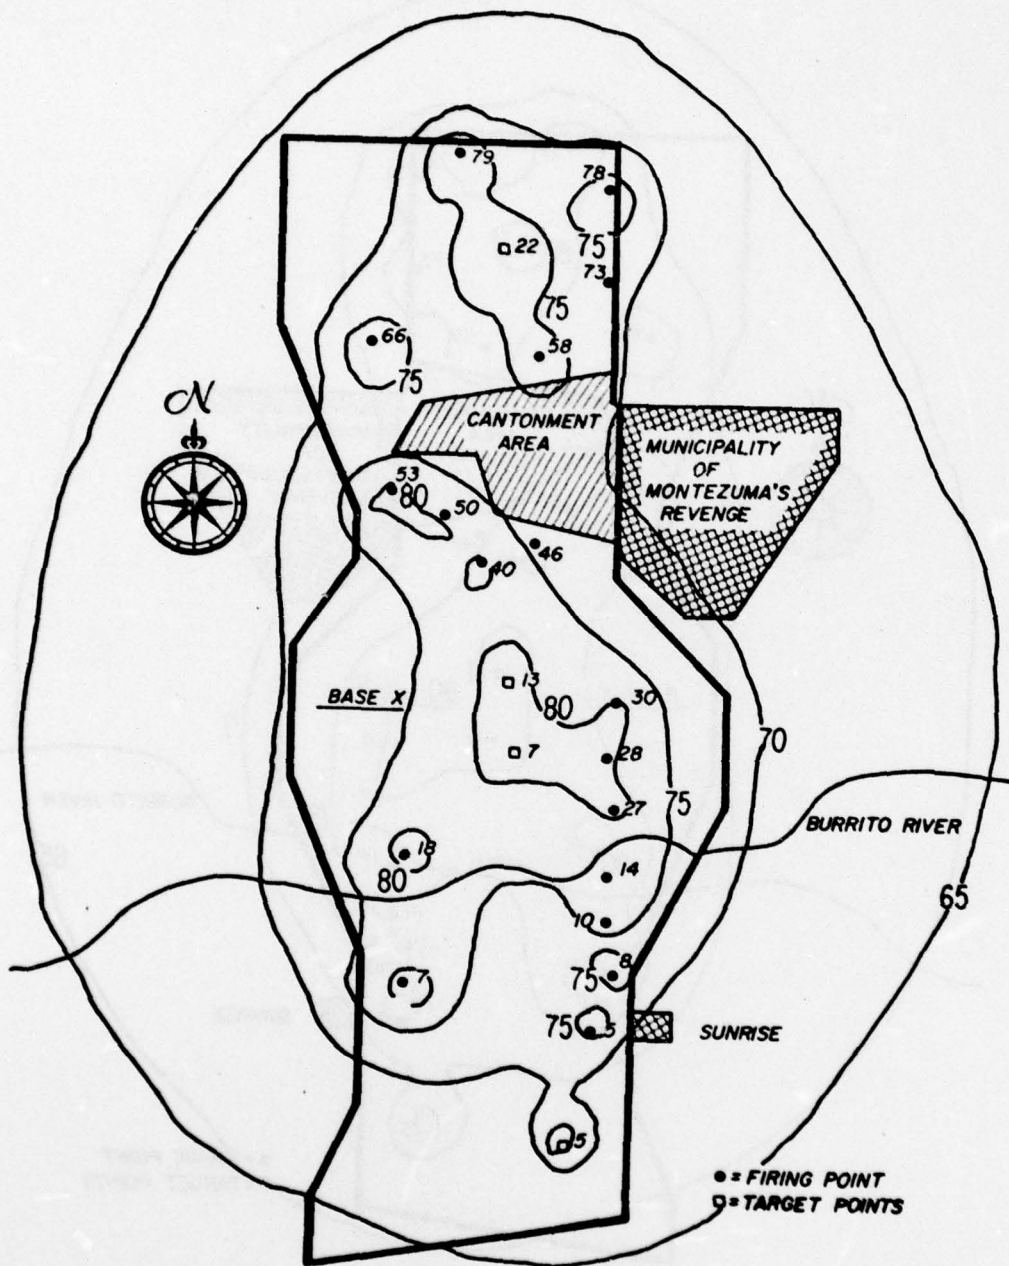 79
78
22
75
73
75
58
66
75
N
CANTONMENT
AREA
MUNICIPALITY
OF
MONTEZUMA'S
REVENGE
53
80
50
46
40
13
30
BASE X
80
70
7
28
75
27
BURRITO RIVER
18
80
14
65
10
7
75
8
75
5
SUNRISE
5
• = FIRING POINT
□ = TARGET POINTS